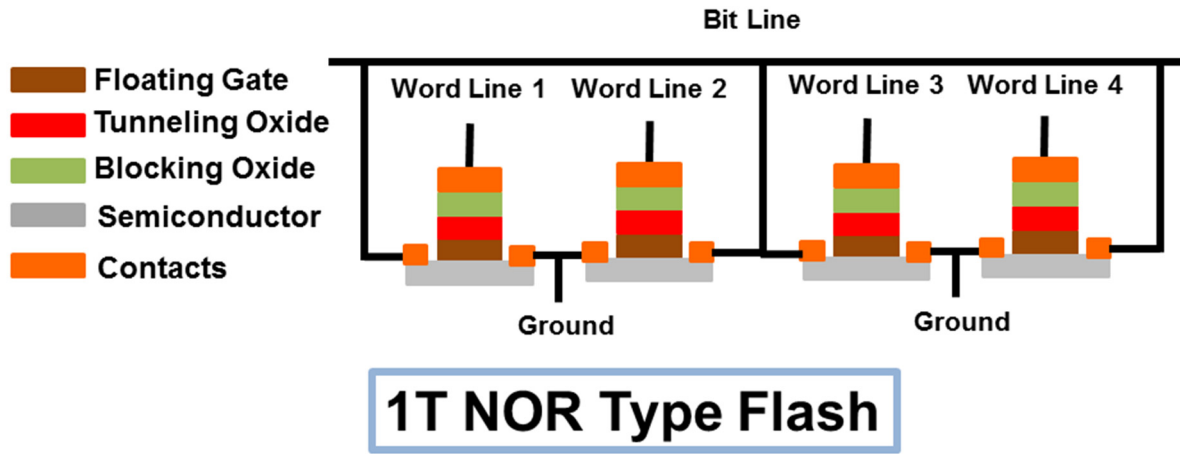 Bit Line
Floating Gate
Tunneling Oxide
Blocking Oxide
Semiconductor
Contacts
Word Line 1
Word Line 2
Word Line 3
Word Line 4
Ground
Ground
1T NOR Type Flash